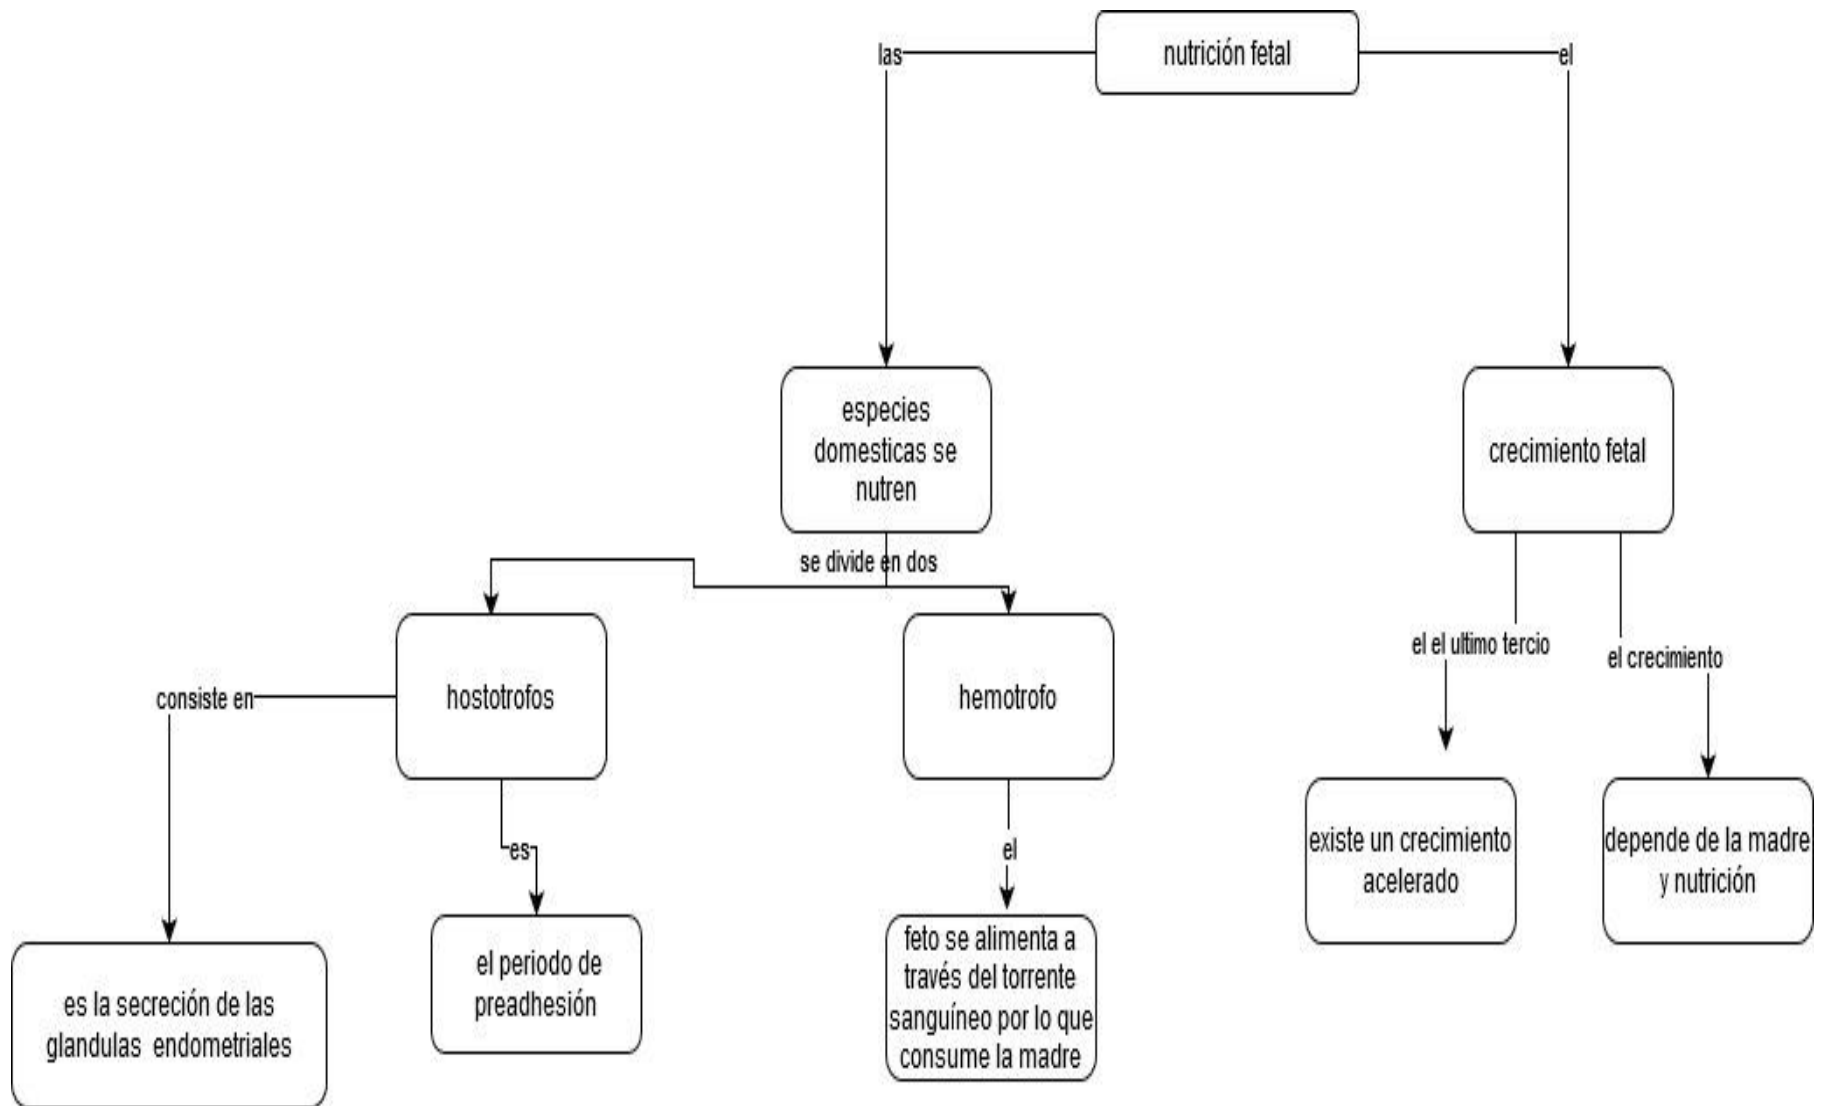 nutrición fetal
las
el
especies
domesticas se
nutren
crecimiento fetal
se divide en dos
hostotrofos
hemotrofo
el el ultimo tercio
el crecimiento
consiste en
es
el
existe un crecimiento
acelerado
depende de la madre
y nutrición
es la secreción de las
glandulas endometriales
el periodo de
preadhesión
feto se alimenta a
través del torrente
sanguíneo por lo que
consume la madre